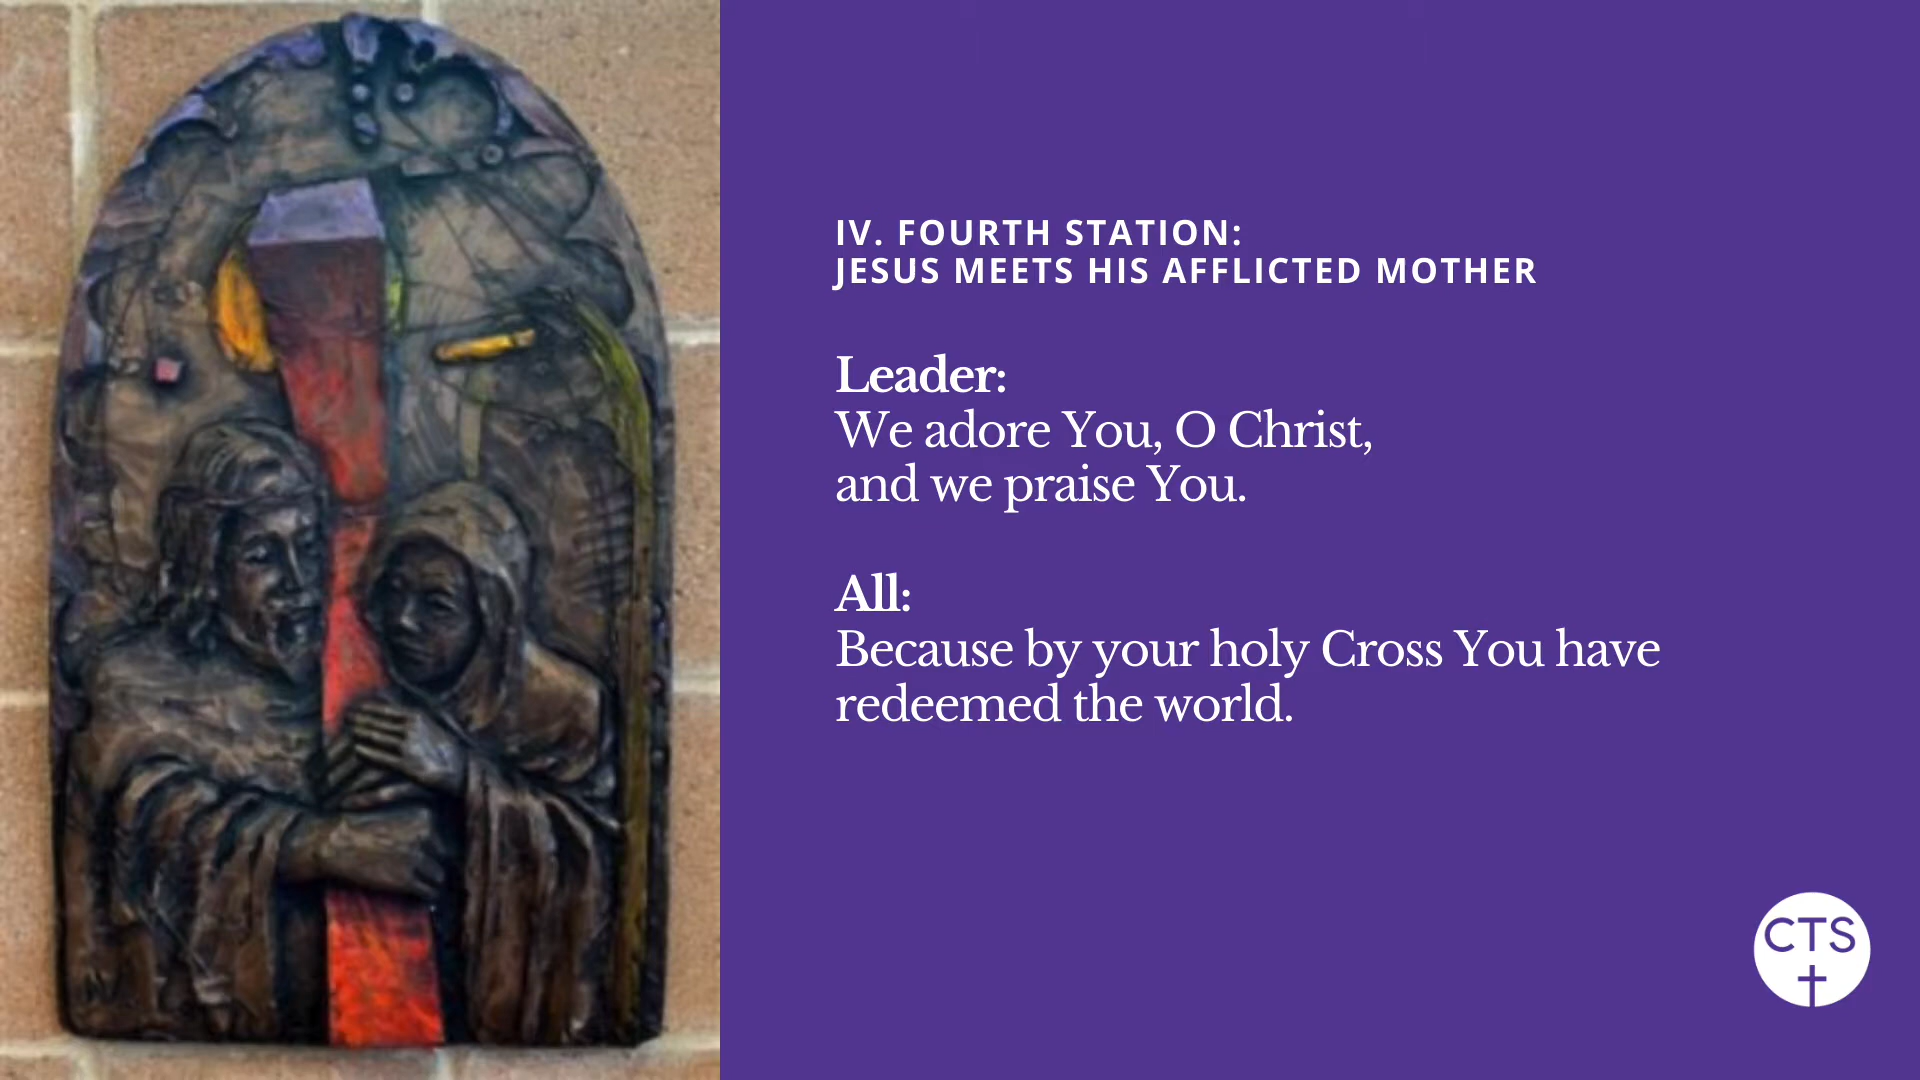 IV. FOURTH STATION:
JESUS MEETS HIS AFFLICTED MOTHER
Leader:
We adore You, O Christ,
and we praise You.
All:
Because by your holy Cross You have
redeemed the world.
CTS